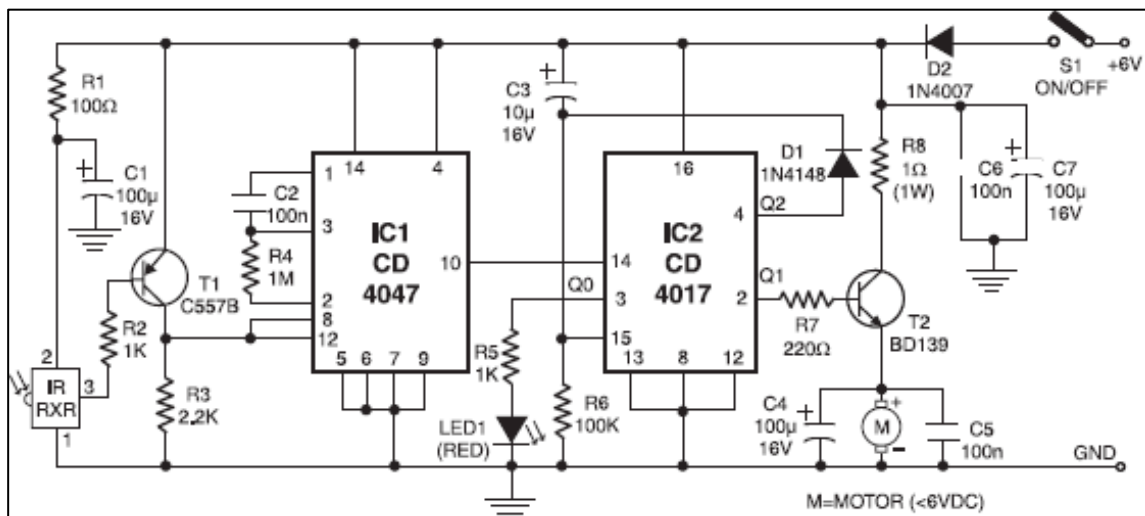 R1
100Ω
C1
100µ
16V
T1
C557B
R2
1K
2
3
1
IR
RXR
R3
2.2K
C2
100n
R4
1M
14
4
1
3
2
8
12
10
5 6 7 9
IC1
CD
4047
C3
10µ
16V
Q0
R5
1K
LED1
(RED)
R6
100K
16
14
3
15
13 8 12
4
2
IC2
CD
4017
Q2
Q1
D1
1N4148
R7
220Ω
D2
1N4007
S1
ON/OFF
+6V
R8
1Ω
(1W)
C6
100n
C7
100µ
16V
T2
BD139
C4
100µ
16V
M
C5
100n
GND
M=MOTOR (<6VDC)